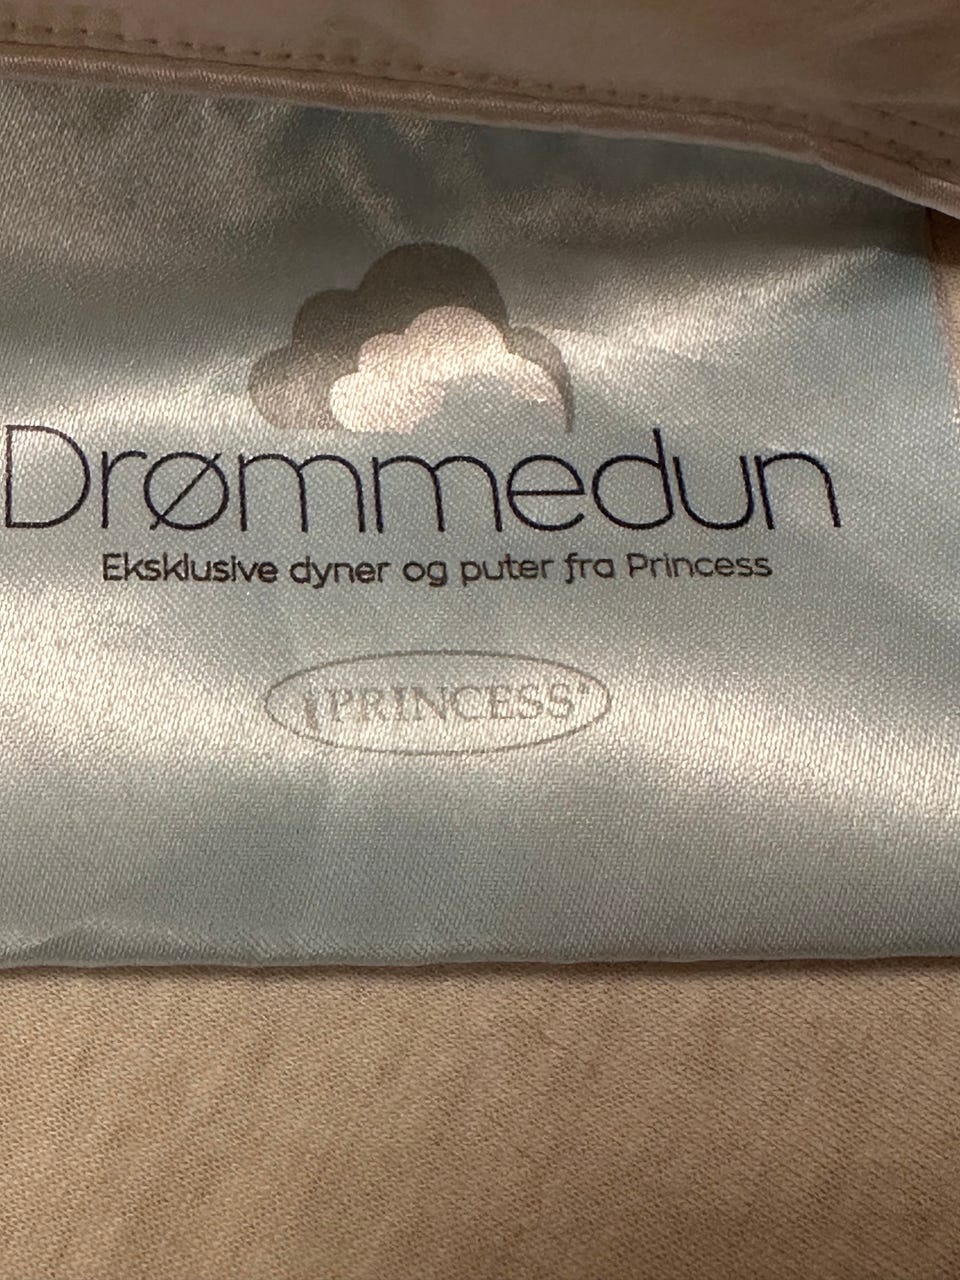 Drømmedun
Eksklusive dyner og puter fra Princess
PRINCESS®